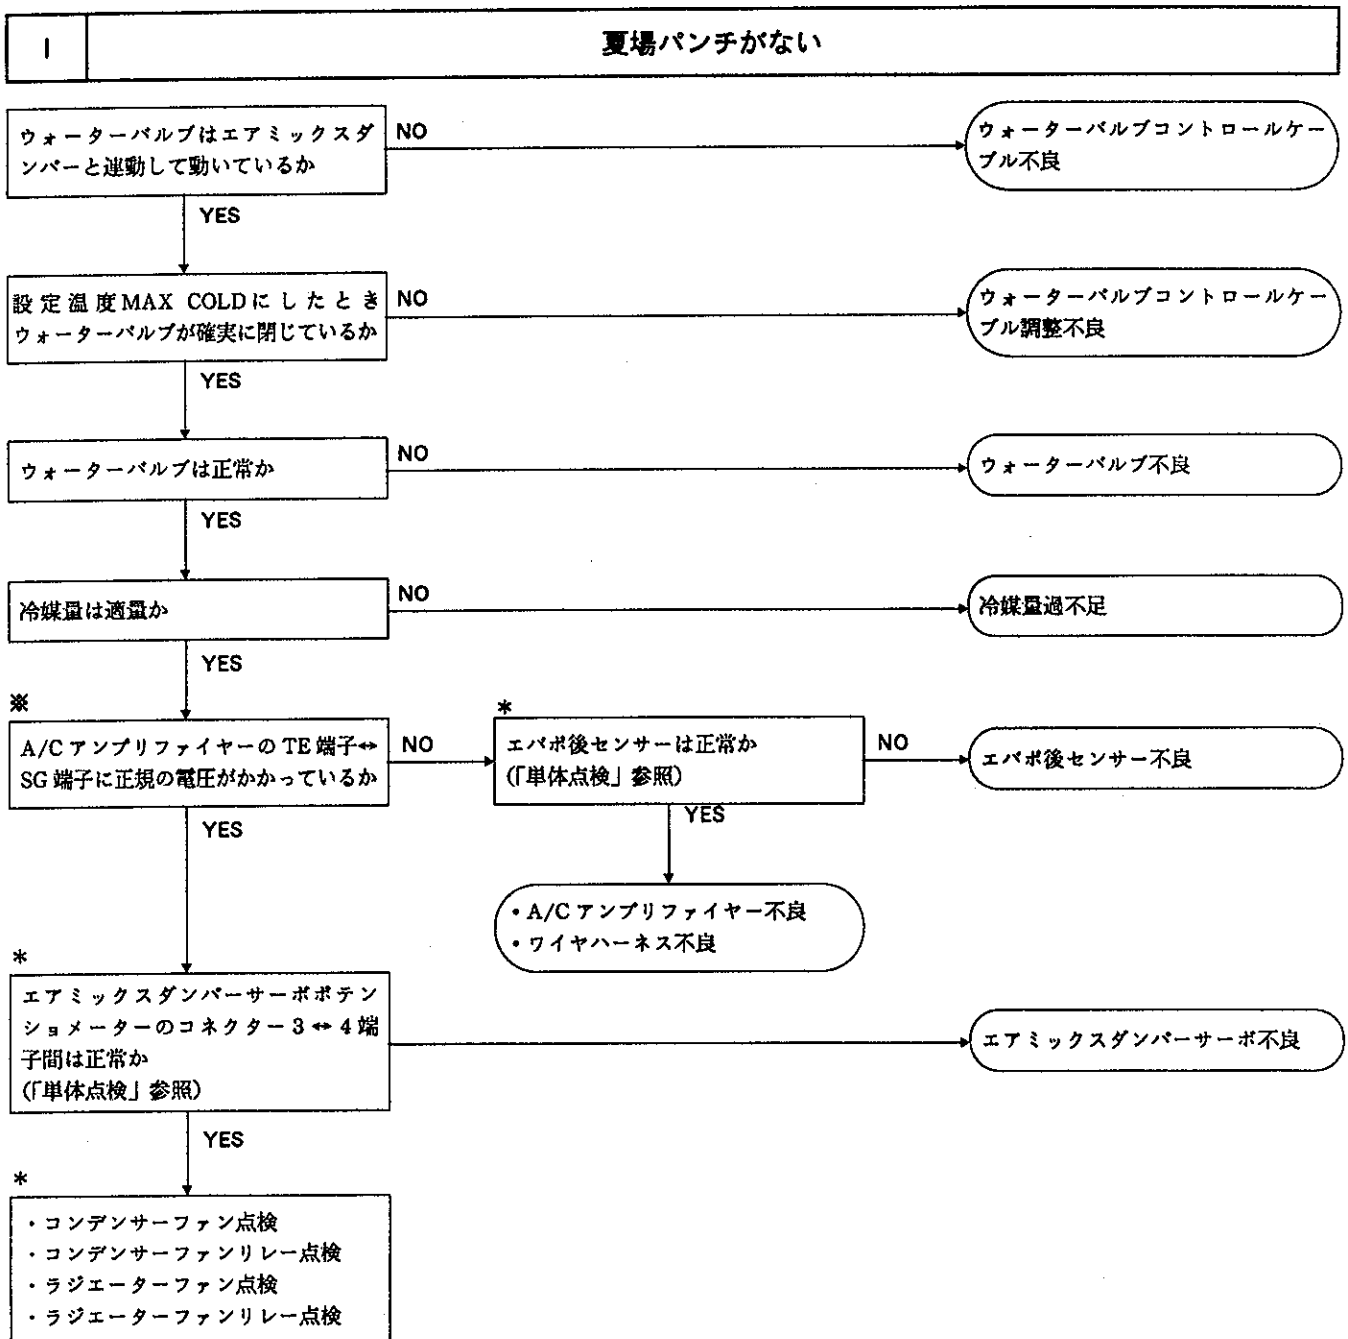 I
夏場パンチがない
ウォーターバルブはエアミックスダ
ンパーと連動して動いているか
NO
ウォーターバルブコントロールケー
ブル不良
YES
設定温度MAX COLDにしたとき
ウォーターバルブが確実に閉じているか
NO
ウォーターバルブコントロールケー
ブル調整不良
YES
ウォーターバルブは正常か
NO
ウォーターバルブ不良
YES
冷媒量は適量か
NO
冷媒量過不足
YES
※
A/CアンプリファイヤーのTE端子↔
SG端子に正規の電圧がかかっているか
NO
*
エバポ後センサーは正常か
(「単体点検」参照)
NO
エバポ後センサー不良
YES
YES
・A/Cアンプリファイヤー不良
・ワイヤハーネス不良
*
エアミックスダンパーサーボポテン
ショメーターのコネクター3↔4端
子間は正常か
(「単体点検」参照)
エアミックスダンパーサーボ不良
YES
*
・コンデンサーファン点検
・コンデンサーファンリレー点検
・ラジエーターファン点検
・ラジエーターファンリレー点検